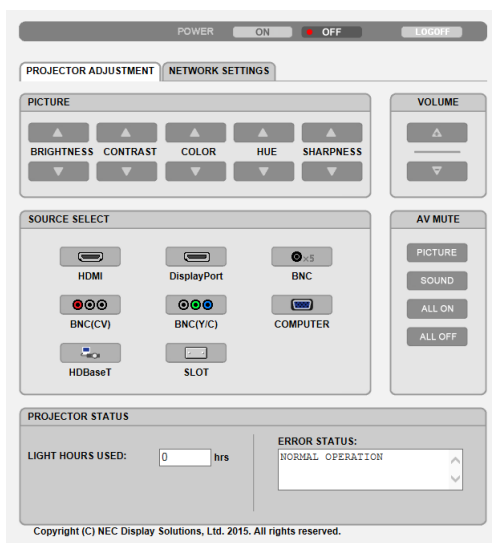 POWER ON OFF LOGOFF
PROJECTOR ADJUSTMENT NETWORK SETTINGS
PICTURE
BRIGHTNESS CONTRAST COLOR HUE SHARPNESS
VOLUME
SOURCE SELECT
×5
HDMI DisplayPort BNC
BNC(CV) BNC(Y/C) COMPUTER
HDBaseT SLOT
AV MUTE
PICTURE
SOUND
ALL ON
ALL OFF
PROJECTOR STATUS
LIGHT HOURS USED: 0 hrs
ERROR STATUS:
NORMAL OPERATION
Copyright (C) NEC Display Solutions, Ltd. 2015. All rights reserved.